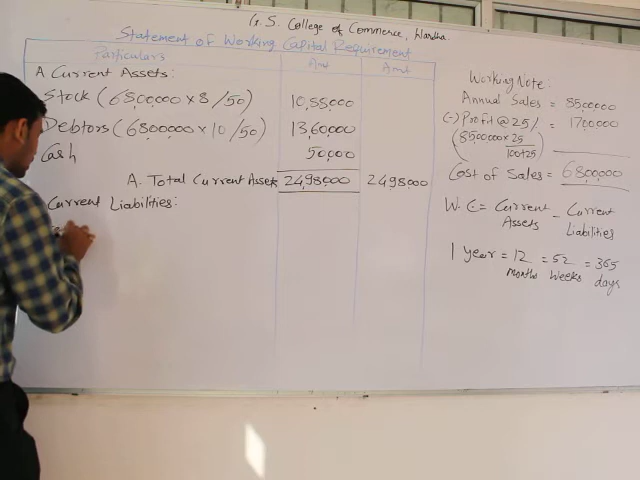 G.S. College of Commerce, Wardha.
Statement of Working Capital Requirement
Particulars Amt Amt
A Current Assets:
Stock (6800000 x 8/50) 10,88,000
Debtors (6800000 x 10/50) 13,60,000
Cash 50,000
A. Total Current Assets 24,98,000 24,98,000
Current Liabilities:
Working Note:
Annual Sales = 8500000
(-) Profit @ 25% = 1700000
(8500000 x 25 / 100+25)
Cost of Sales = 6800000
W.C = Current Assets - Current Liabilities
1 year = 12 months = 52 weeks = 365 days